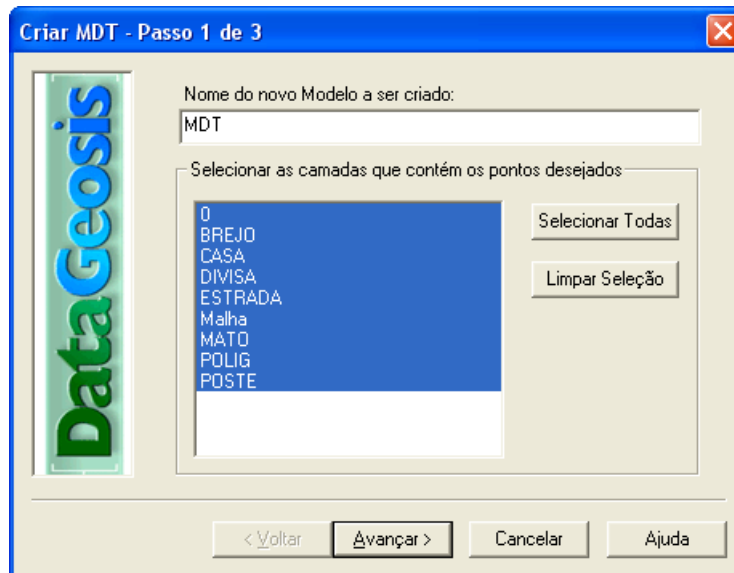 Criar MDT - Passo 1 de 3
DataGeosis
Nome do novo Modelo a ser criado:
MDT
Selecionar as camadas que contém os pontos desejados
0
BREJO
CASA
DIVISA
ESTRADA
Malha
MATO
POLIG
POSTE
Selecionar Todas
Limpar Seleção
< Voltar
Avançar >
Cancelar
Ajuda